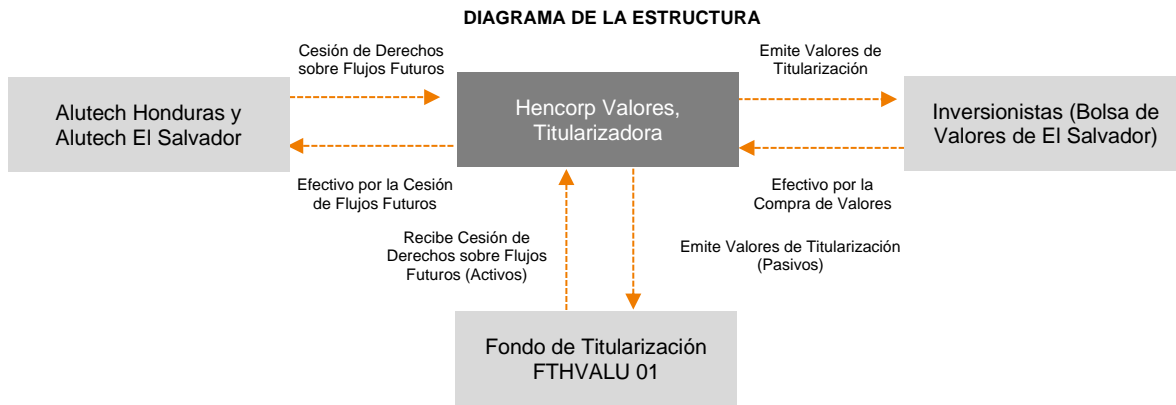 DIAGRAMA DE LA ESTRUCTURA
Cesión de Derechos
sobre Flujos Futuros
Emite Valores de
Titularización
Alutech Honduras y
Alutech El Salvador
Hencorp Valores,
Titularizadora
Inversionistas (Bolsa de
Valores de El Salvador)
Efectivo por la Cesión
de Flujos Futuros
Efectivo por la
Compra de Valores
Recibe Cesión de
Derechos sobre Flujos
Futuros (Activos)
Emite Valores de Titularización
(Pasivos)
Fondo de Titularización
FTHVALU 01